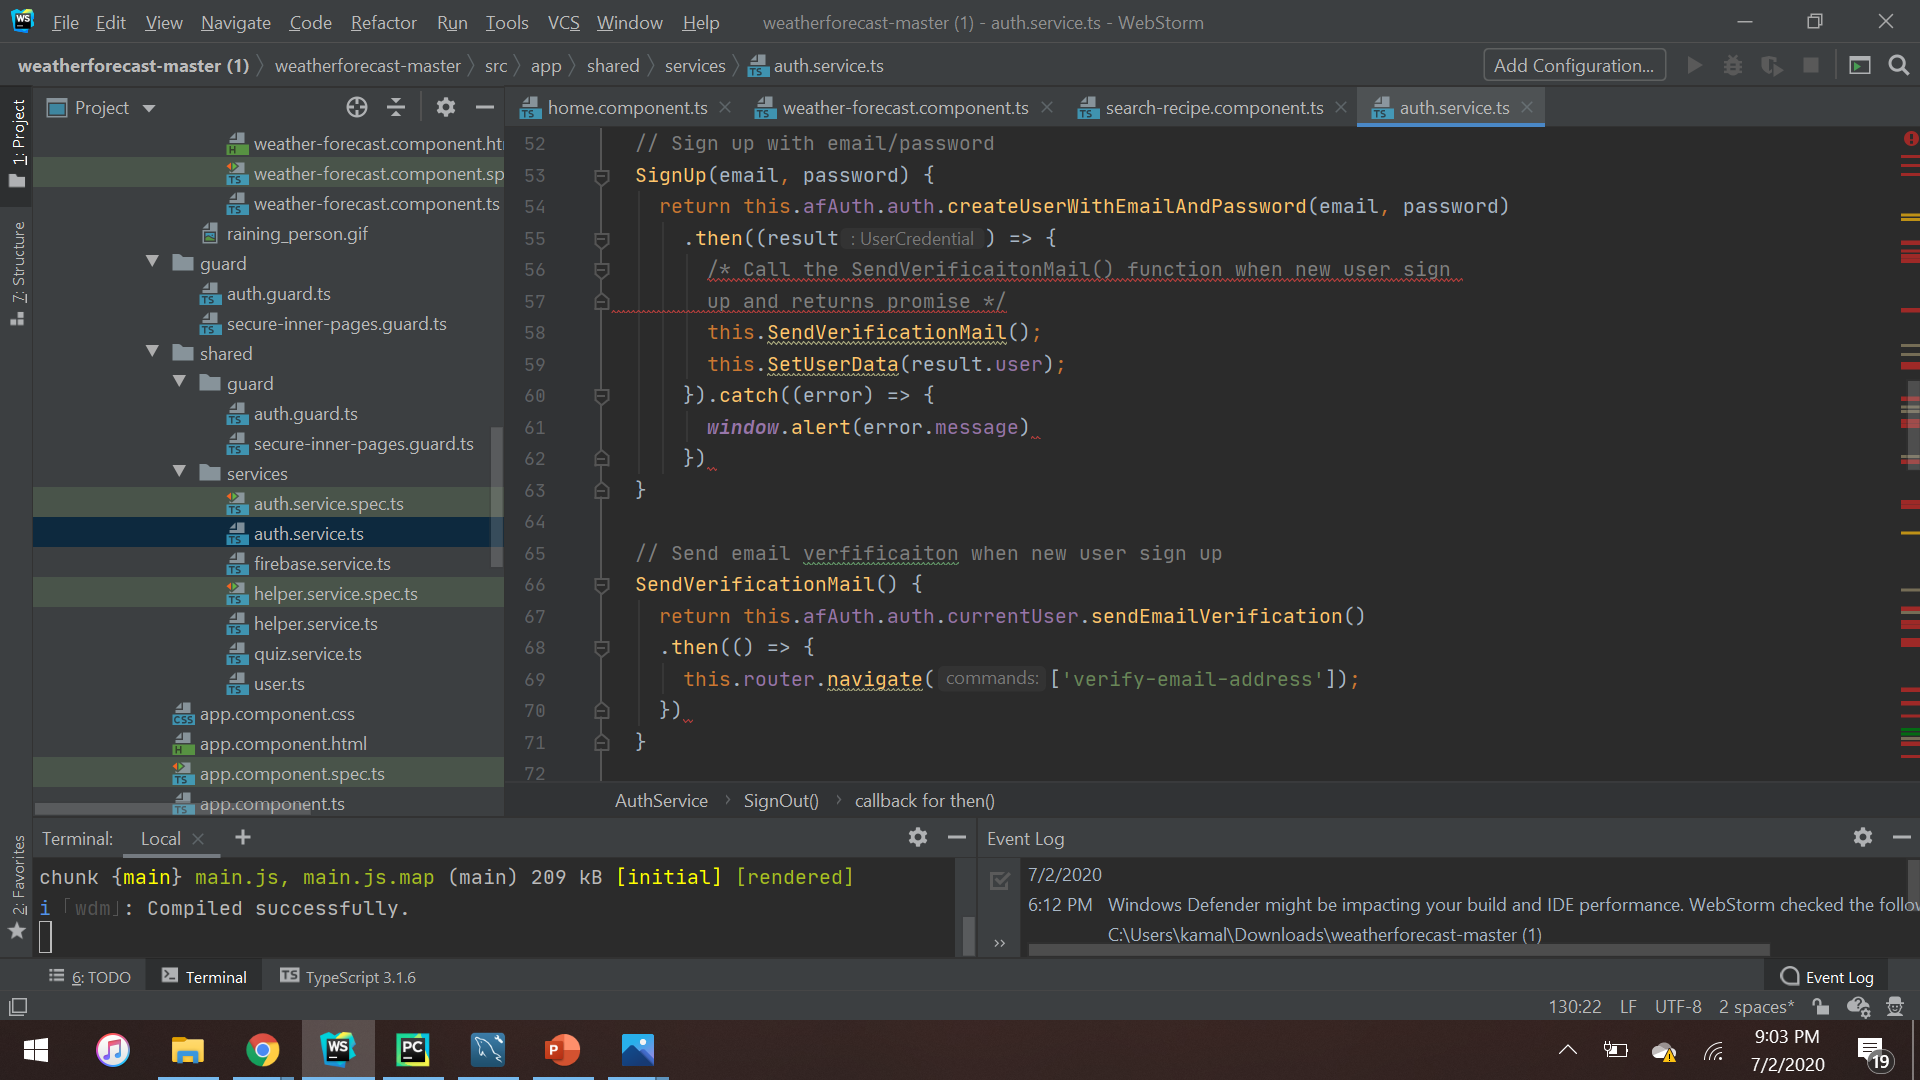 File Edit View Navigate Code Refactor Run Tools VCS Window Help weatherforecast-master (1) - auth.service.ts - WebStorm
weatherforecast-master (1) weatherforecast-master src app shared services auth.service.ts Add Configuration...
1: Project
7: Structure
2: Favorites
Project
weather-forecast.component.ht
weather-forecast.component.sp
weather-forecast.component.ts
raining_person.gif
guard
auth.guard.ts
secure-inner-pages.guard.ts
shared
guard
auth.guard.ts
secure-inner-pages.guard.ts
services
auth.service.spec.ts
auth.service.ts
firebase.service.ts
helper.service.spec.ts
helper.service.ts
quiz.service.ts
user.ts
app.component.css
app.component.html
app.component.spec.ts
app.component.ts
home.component.ts weather-forecast.component.ts search-recipe.component.ts auth.service.ts
52 // Sign up with email/password
53 SignUp(email, password) {
54 return this.afAuth.auth.createUserWithEmailAndPassword(email, password)
55 .then((result : UserCredential ) => {
56 /* Call the SendVerificaitonMail() function when new user sign
57 up and returns promise */
58 this.SendVerificationMail();
59 this.SetUserData(result.user);
60 }).catch((error) => {
61 window.alert(error.message)
62 })
63 }
64
65 // Send email verfificaiton when new user sign up
66 SendVerificationMail() {
67 return this.afAuth.auth.currentUser.sendEmailVerification()
68 .then(() => {
69 this.router.navigate( commands: ['verify-email-address']);
70 })
71 }
72
AuthService SignOut() callback for then()
Terminal: Local
chunk {main} main.js, main.js.map (main) 209 kB [initial] [rendered]
i 「wdm」: Compiled successfully.
Event Log
7/2/2020
6:12 PM Windows Defender might be impacting your build and IDE performance. WebStorm checked the follo
C:\Users\kamal\Downloads\weatherforecast-master (1)
6: TODO Terminal TypeScript 3.1.6 Event Log
130:22 LF UTF-8 2 spaces*
9:03 PM
7/2/2020
19